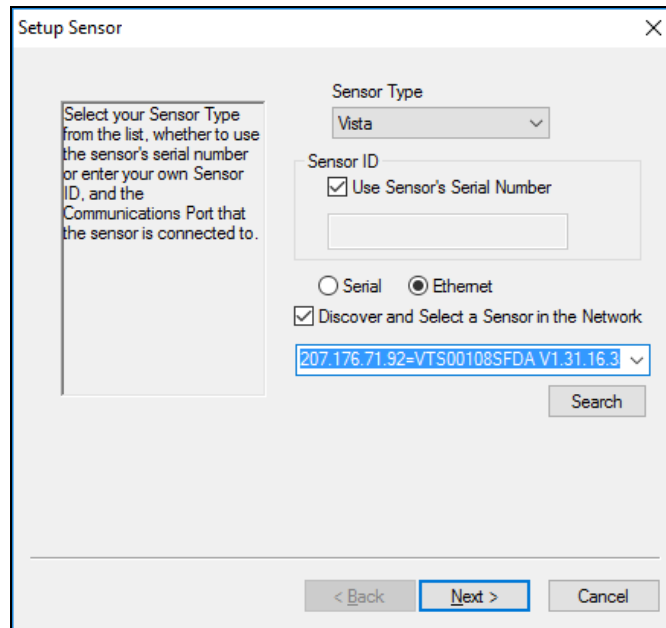 Setup Sensor
Select your Sensor Type
from the list, whether to use
the sensor's serial number
or enter your own Sensor
ID, and the
Communications Port that
the sensor is connected to.
Sensor Type
Vista
Sensor ID
Use Sensor's Serial Number
Serial
Ethernet
Discover and Select a Sensor in the Network
207.176.71.92=VTS00108SFDA V1.31.16.3
Search
< Back
Next >
Cancel